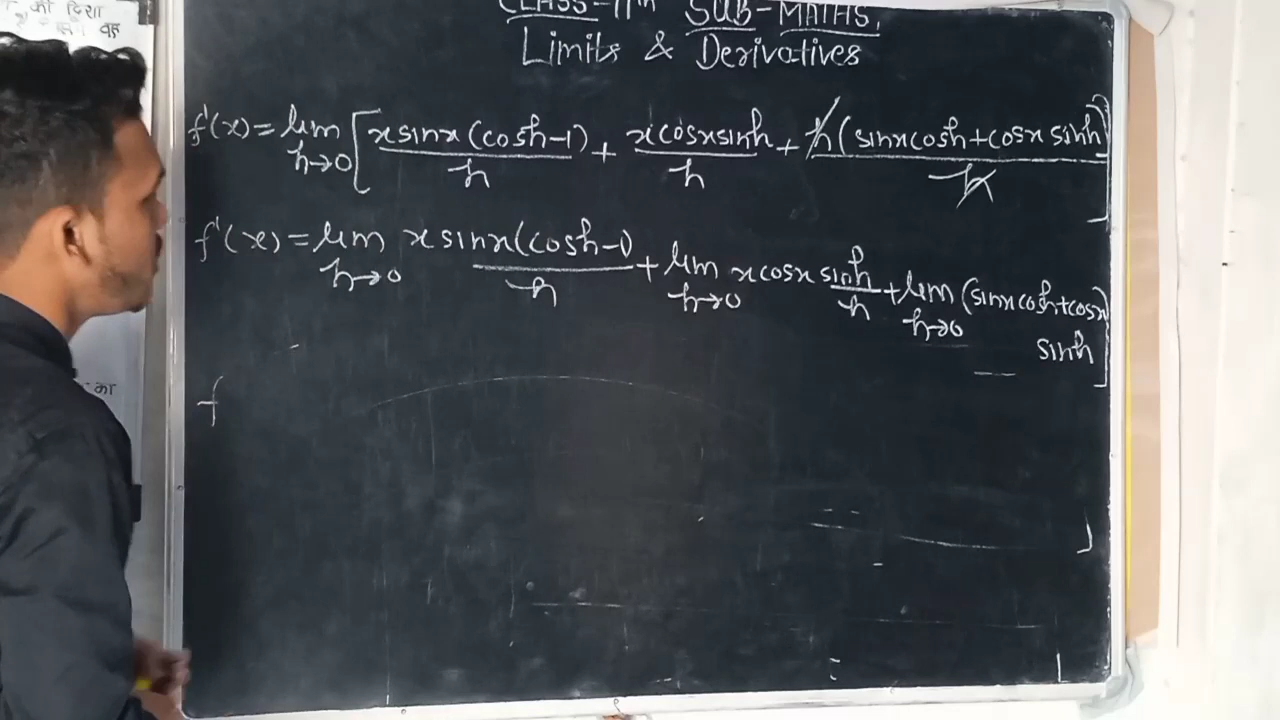 की दिशा
वह
का
CLASS-11th SUB-MATHS,
Limits & Derivatives
f'(x) = lim h→0 [ x sinx (cosh-1) / h + x cosx sinh / h + h (sinx cosh + cosx sinh) / h ]
f'(x) = lim h→0 x sinx (cosh-1) / h + lim h→0 x cosx sinh / h + lim h→0 (sinx cosh + cosx
sinh ]
f